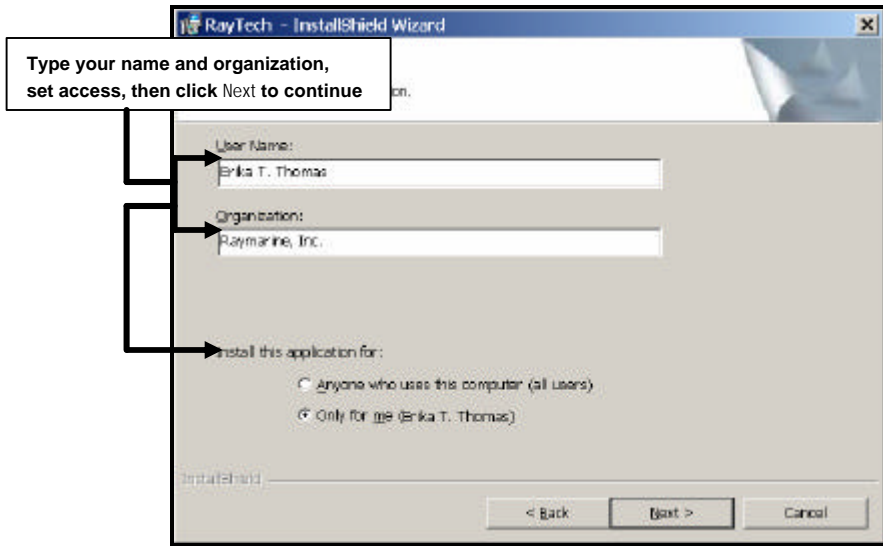 RayTech - InstallShield Wizard
Type your name and organization,
set access, then click Next to continue
on.
User Name:
Erika T. Thomas
Organization:
Raymarine, Inc.
Install this application for:
Anyone who uses this computer (all users)
Only for me (Erika T. Thomas)
InstallShield
< Back
Next >
Cancel